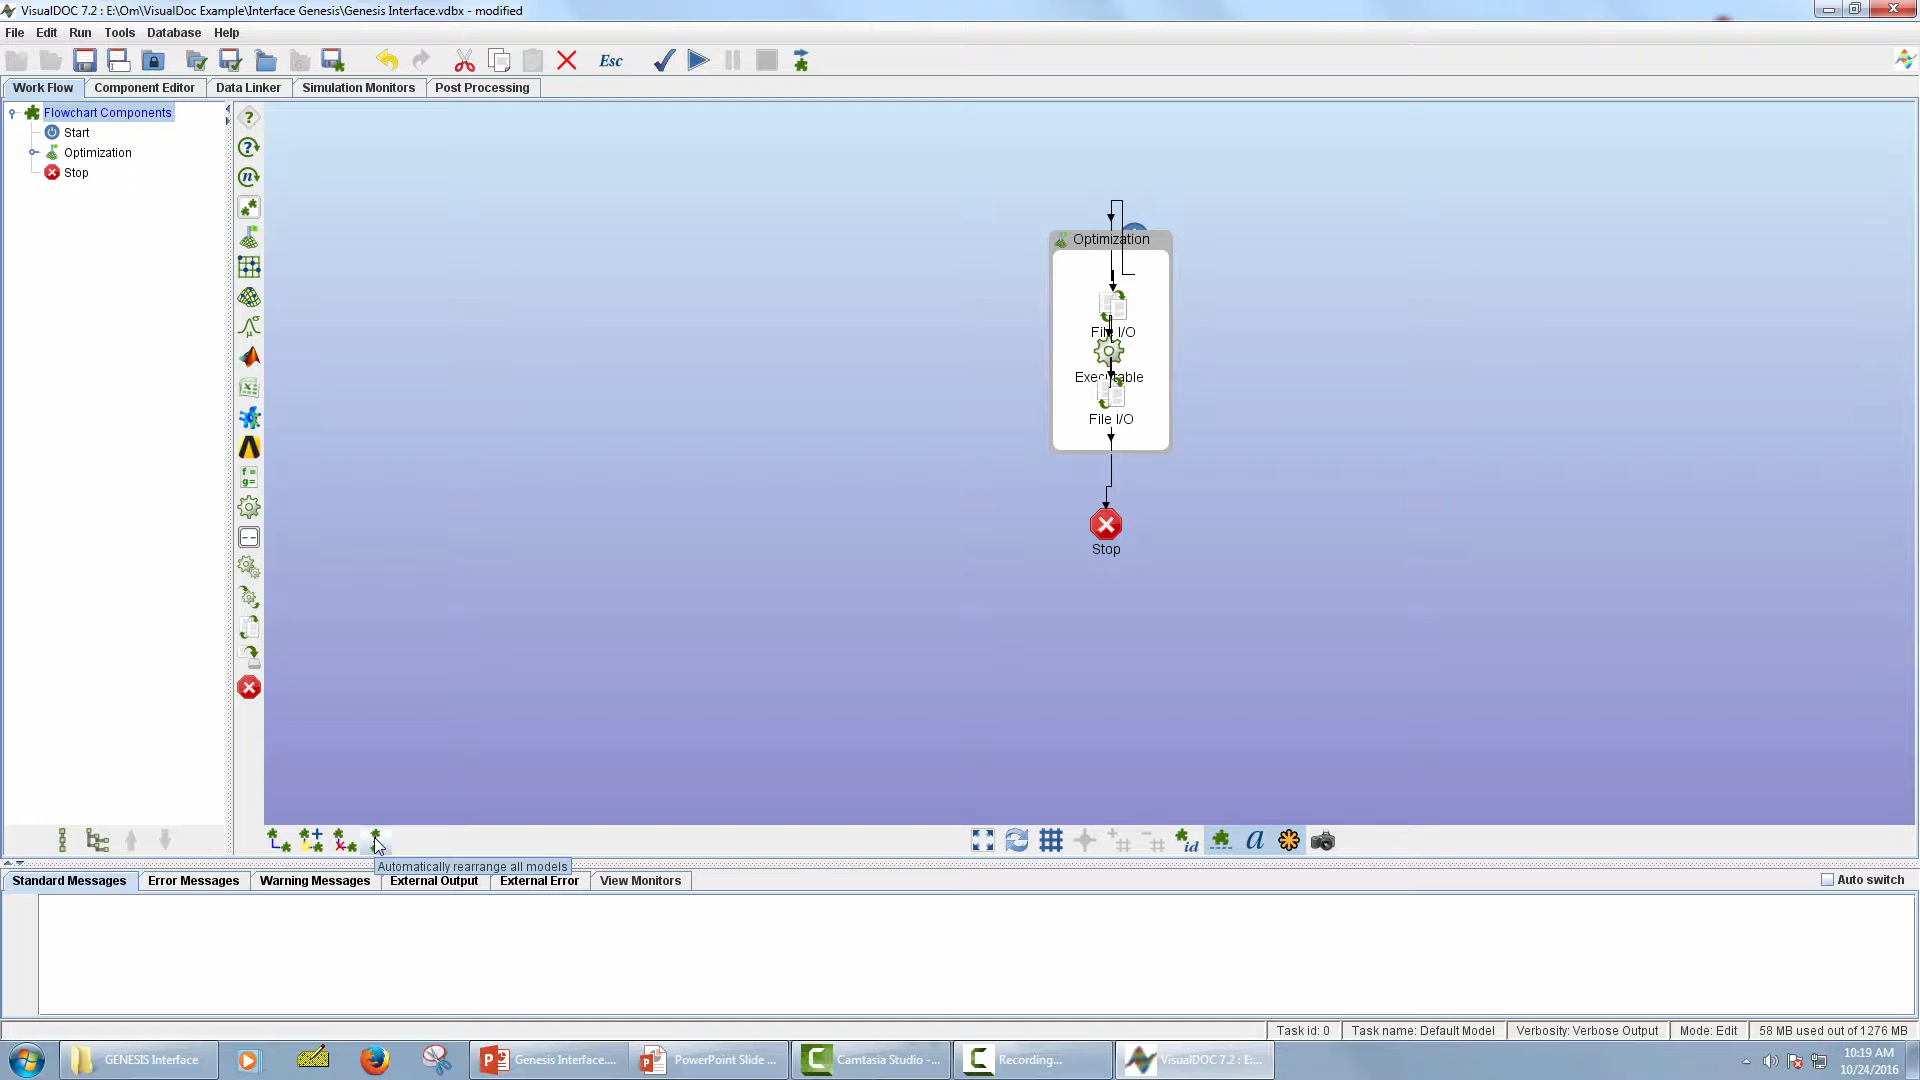 VisualDOC 7.2 : E:\Om\VisualDoc Example\Interface Genesis\Genesis Interface.vdbx - modified
File Edit Run Tools Database Help
Esc
Work Flow Component Editor Data Linker Simulation Monitors Post Processing
Flowchart Components
Start
Optimization
Stop
?
?
n
f =
g=
Optimization
File I/O
Executable
File I/O
Stop
id a
Automatically rearrange all models
Standard Messages Error Messages Warning Messages External Output External Error View Monitors Auto switch
Task id: 0 Task name: Default Model Verbosity: Verbose Output Mode: Edit 58 MB used out of 1276 MB
GENESIS Interface Genesis Interface.... PowerPoint Slide ... Camtasia Studio -... Recording... VisualDOC 7.2 : E:...
10:19 AM
10/24/2016